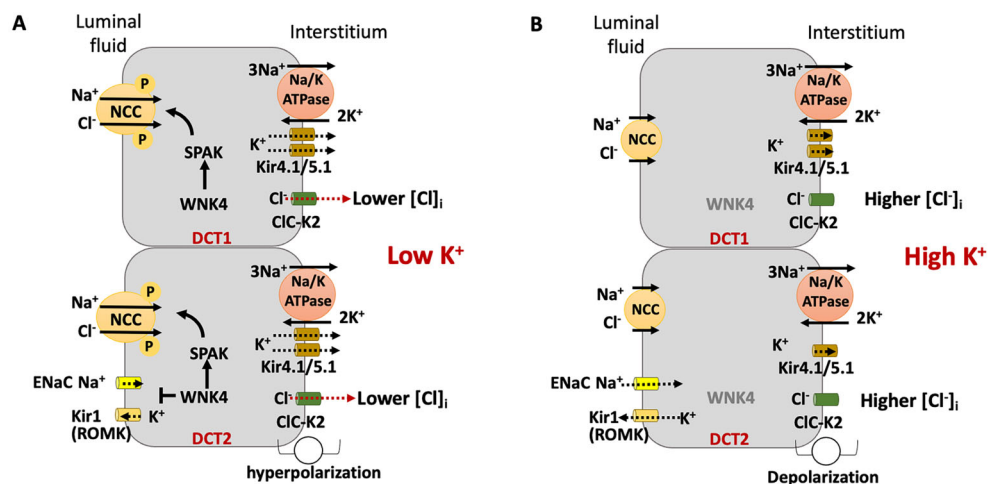 A
Luminal
fluid
Interstitium
3Na⁺
Na/K
ATPase
2K⁺
P
Na⁺
NCC
Cl⁻
P
K⁺
Kir4.1/5.1
SPAK
WNK4
Cl⁻
Lower [Cl]ᵢ
ClC-K2
DCT1
Low K⁺
3Na⁺
Na/K
ATPase
2K⁺
P
Na⁺
NCC
Cl⁻
P
K⁺
Kir4.1/5.1
SPAK
ENaC Na⁺
WNK4
Cl⁻
Lower [Cl]ᵢ
Kir1
(ROMK)
K⁺
ClC-K2
DCT2
hyperpolarization
B
Luminal
fluid
Interstitium
3Na⁺
Na/K
ATPase
2K⁺
Na⁺
NCC
Cl⁻
K⁺
Kir4.1/5.1
WNK4
Cl⁻
Higher [Cl⁻]ᵢ
ClC-K2
DCT1
High K⁺
3Na⁺
Na/K
ATPase
2K⁺
Na⁺
NCC
Cl⁻
K⁺
Kir4.1/5.1
ENaC Na⁺
WNK4
Cl⁻
Higher [Cl⁻]ᵢ
Kir1
(ROMK)
K⁺
ClC-K2
DCT2
Depolarization